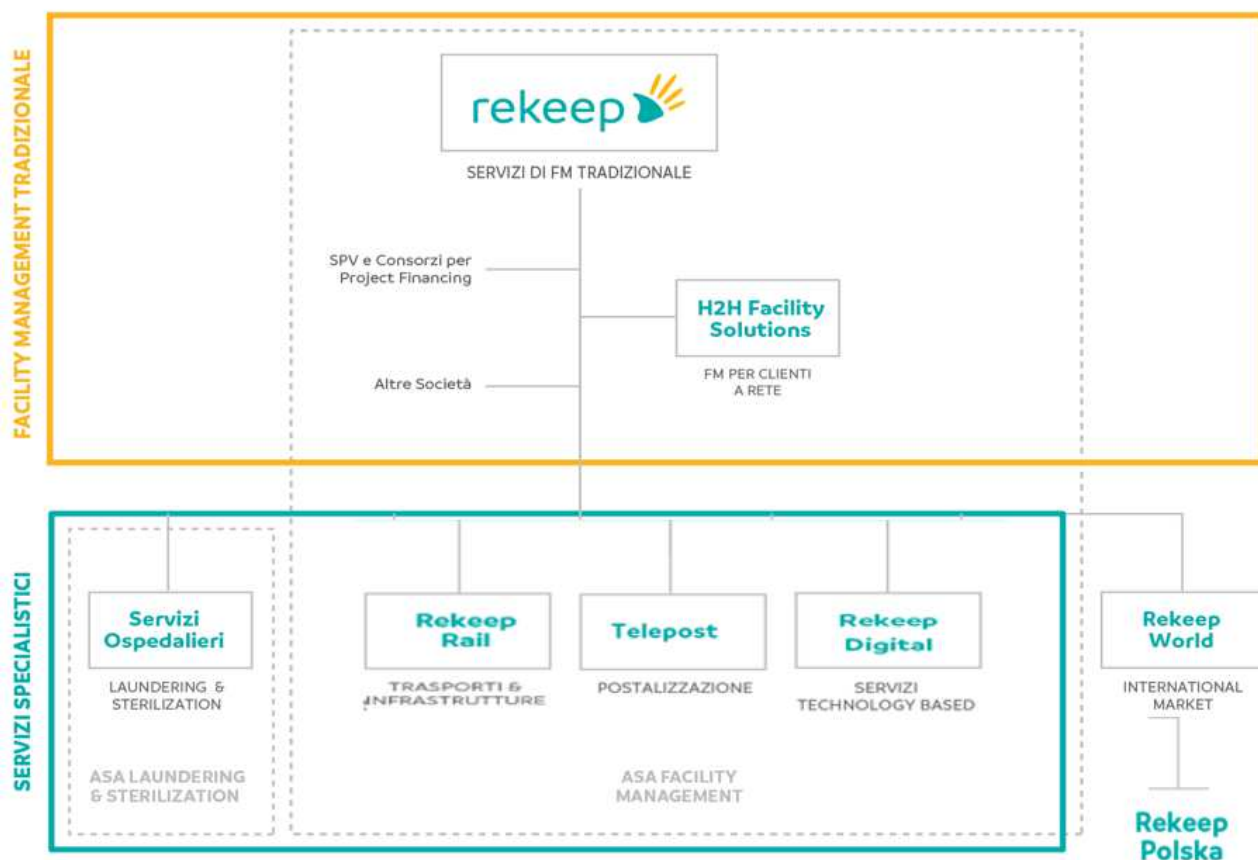 FACILITY MANAGEMENT TRADIZIONALE
rekeep
SERVIZI DI FM TRADIZIONALE
SPV e Consorzi per
Project Financing
H2H Facility
Solutions
FM PER CLIENTI
A RETE
Altre Società
SERVIZI SPECIALISTICI
Servizi
Ospedalieri
LAUNDERING &
STERILIZATION
ASA LAUNDERING
& STERILIZATION
Rekeep
Rail
TRASPORTI &
INFRASTRUTTURE
Telepost
POSTALIZZAZIONE
Rekeep
Digital
SERVIZI
TECHNOLOGY BASED
ASA FACILITY
MANAGEMENT
Rekeep
World
INTERNATIONAL
MARKET
Rekeep
Polska